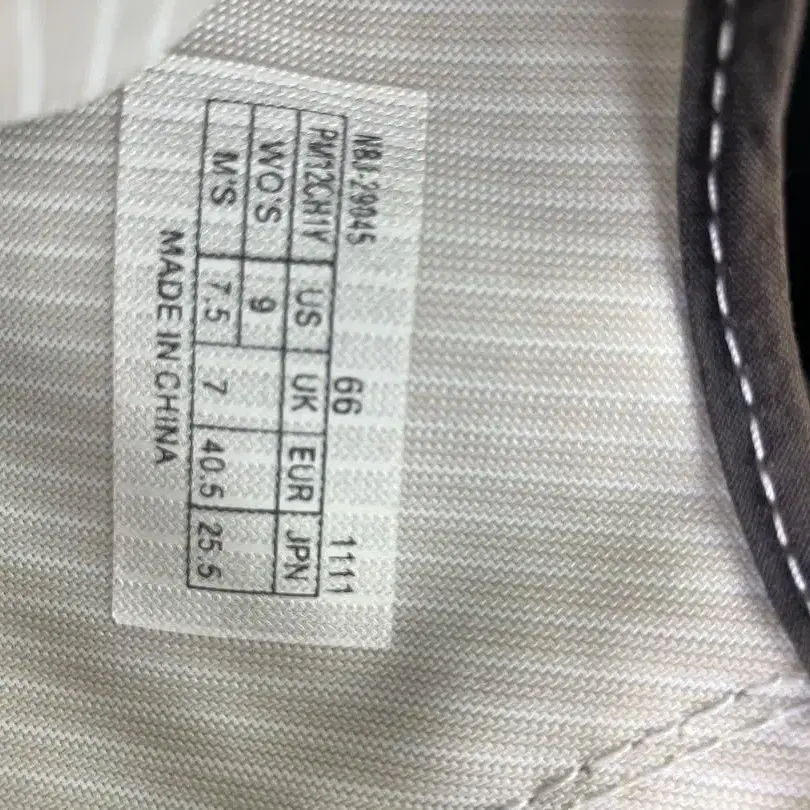 NBJ-29045 66 1111
PM12CH1Y US UK EUR JPN
WO'S 9
M'S 7.5 7 40.5 25.5
MADE IN CHINA